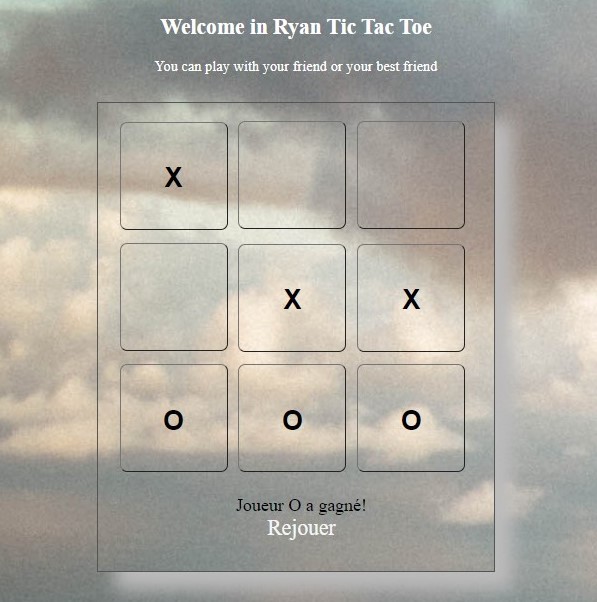 Welcome in Ryan Tic Tac Toe
You can play with your friend or your best friend
X
X X
O O O
Joueur O a gagné!
Rejouer